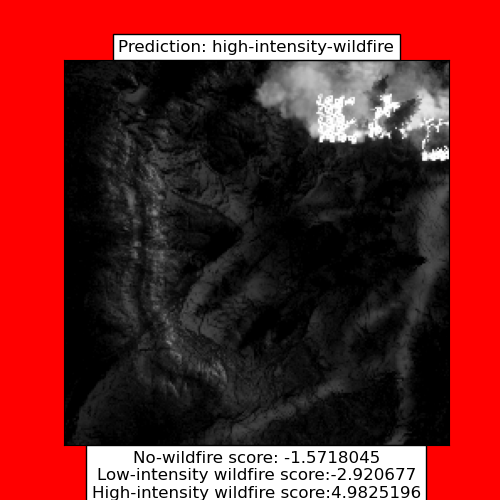 Prediction: high-intensity-wildfire
No-wildfire score: -1.5718045
Low-intensity wildfire score:-2.920677
High-intensity wildfire score:4.9825196